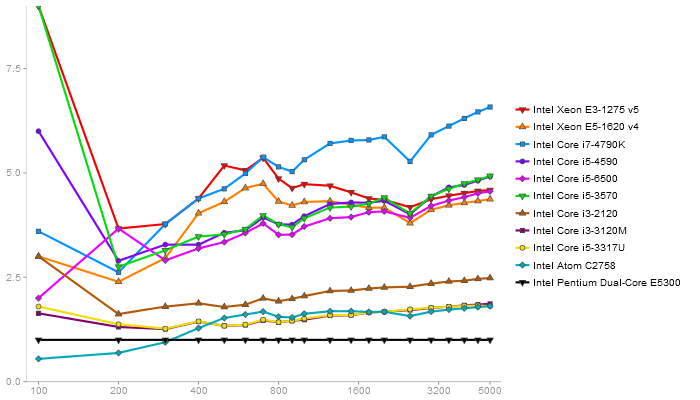 7.5
5.0
2.5
0.0
100
200
400
800
1600
3200
5000
Intel Xeon E3-1275 v5
Intel Xeon E5-1620 v4
Intel Core i7-4790K
Intel Core i5-4590
Intel Core i5-6500
Intel Core i5-3570
Intel Core i3-2120
Intel Core i3-3120M
Intel Core i5-3317U
Intel Atom C2758
Intel Pentium Dual-Core E5300